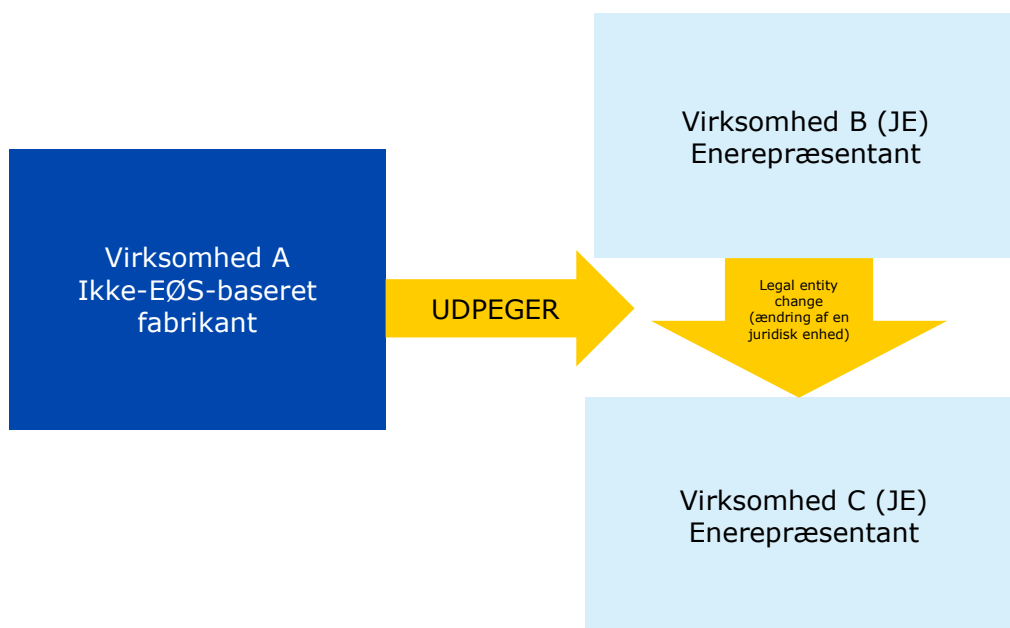 Virksomhed A
Ikke-EØS-baseret
fabrikant
UDPEGER
Virksomhed B (JE)
Enerepræsentant
Legal entity
change
(ændring af en
juridisk enhed)
Virksomhed C (JE)
Enerepræsentant